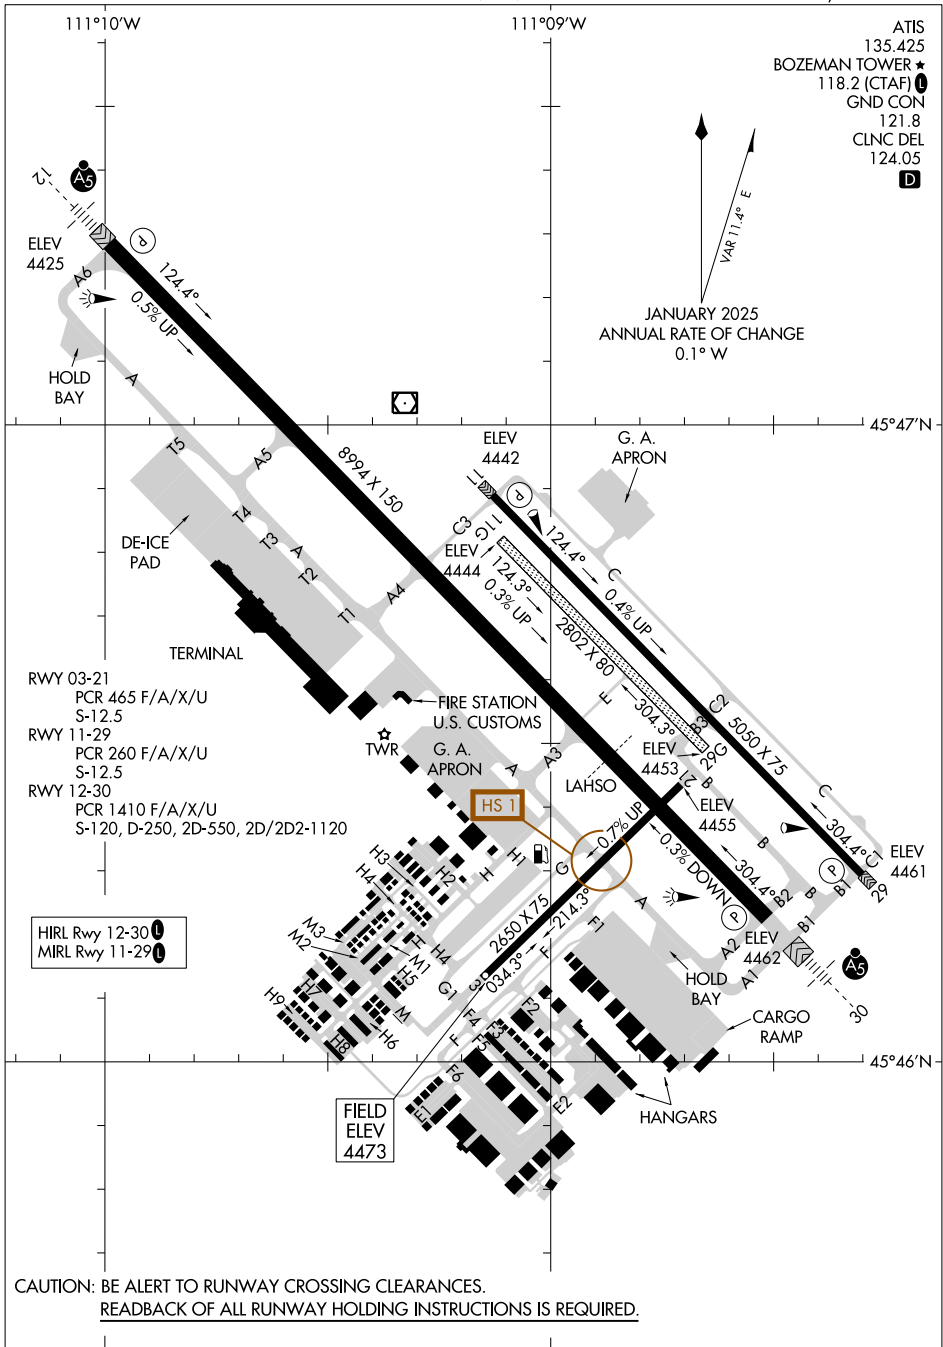 111°10'W
111°09'W
ATIS
135.425
BOZEMAN TOWER ★
118.2 (CTAF) L
GND CON
121.8
CLNC DEL
124.05
D
VAR 11.4° E
JANUARY 2025
ANNUAL RATE OF CHANGE
0.1° W
12
A5
ELEV
4425
P
A6
124.4°
0.5% UP
HOLD
BAY
A
45°47'N
ELEV
4442
G. A.
APRON
T5
A5
8994 X 150
11
P
C3
11G
ELEV
4444
124.4°
C
0.4% UP
124.3°
0.3% UP
2802 X 80
304.3°
DE-ICE
PAD
T4
T3
A
T2
T1
A4
TERMINAL
E
C2
B3
G
5050 X 75
RWY 03-21
PCR 465 F/A/X/U
S-12.5
RWY 11-29
PCR 260 F/A/X/U
S-12.5
RWY 12-30
PCR 1410 F/A/X/U
S-120, D-250, 2D-550, 2D/2D2-1120
FIRE STATION
U.S. CUSTOMS
TWR
G. A.
APRON
A
A3
LAHSO
ELEV
4453
29G
B
21
ELEV
4455
C
HS 1
0.7% UP
0.3% DOWN
B
304.4°
304.4°
C1
ELEV
4461
29
P
H3
H4
H2
H
H1
G
A
P
B2
B
B1
B1
2650 X 75
214.3°
034.3°
F
F1
A2
A1
ELEV
4462
A5
30
HIRL Rwy 12-30 L
MIRL Rwy 11-29 L
M3
M2
H
M1
H4
H5
G1
3
M
H7
H9
H8
H6
HOLD
BAY
CARGO
RAMP
F4
F3
F2
F
F5
F6
E1
E2
45°46'N
HANGARS
FIELD
ELEV
4473
CAUTION: BE ALERT TO RUNWAY CROSSING CLEARANCES.
READBACK OF ALL RUNWAY HOLDING INSTRUCTIONS IS REQUIRED.